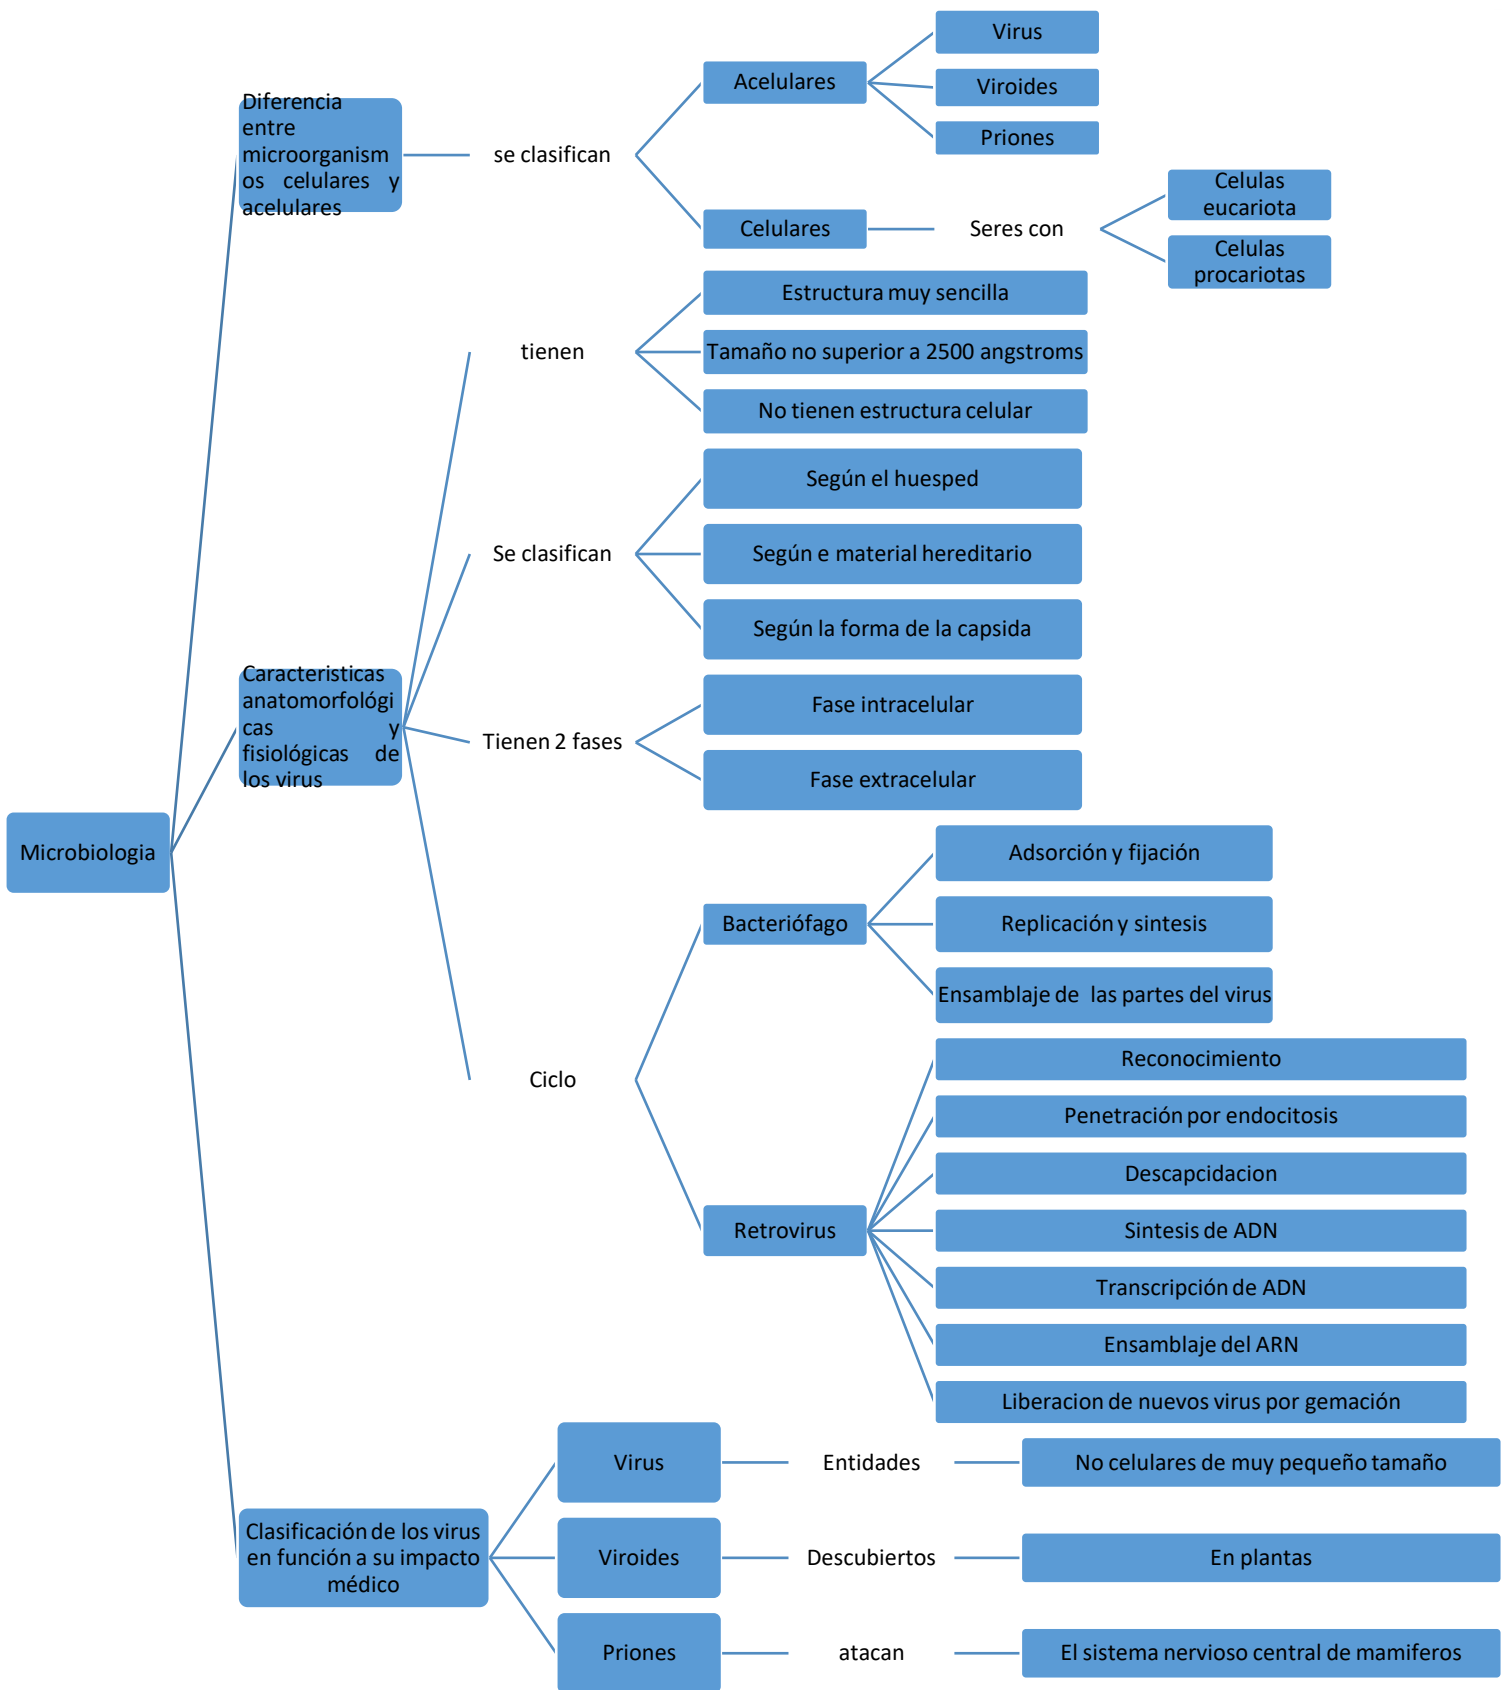 Microbiologia
Diferencia
entre
microorganism
os celulares y
acelulares
se clasifican
Acelulares
Virus
Viroides
Priones
Celulares
Seres con
Celulas
eucariota
Celulas
procariotas
Caracteristicas
anatomorfológi
cas y
fisiológicas de
los virus
tienen
Estructura muy sencilla
Tamaño no superior a 2500 angstroms
No tienen estructura celular
Se clasifican
Según el huesped
Según e material hereditario
Según la forma de la capsida
Tienen 2 fases
Fase intracelular
Fase extracelular
Ciclo
Bacteriófago
Adsorción y fijación
Replicación y sintesis
Ensamblaje de las partes del virus
Retrovirus
Reconocimiento
Penetración por endocitosis
Descapcidacion
Sintesis de ADN
Transcripción de ADN
Ensamblaje del ARN
Liberacion de nuevos virus por gemación
Clasificación de los virus
en función a su impacto
médico
Virus
Entidades
No celulares de muy pequeño tamaño
Viroides
Descubiertos
En plantas
Priones
atacan
El sistema nervioso central de mamiferos